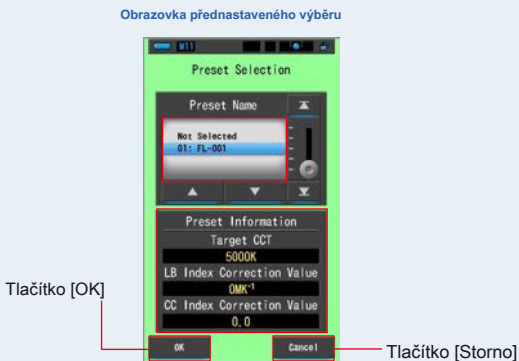 Obrazovka přednastaveného výběru
M11
Preset Selection
Preset Name
Not Selected
01: FL-001
Preset Information
Target CCT
5000K
LB Index Correction Value
0MK⁻¹
CC Index Correction Value
0.0
Tlačítko [OK]
OK
Cancel
Tlačítko [Storno]